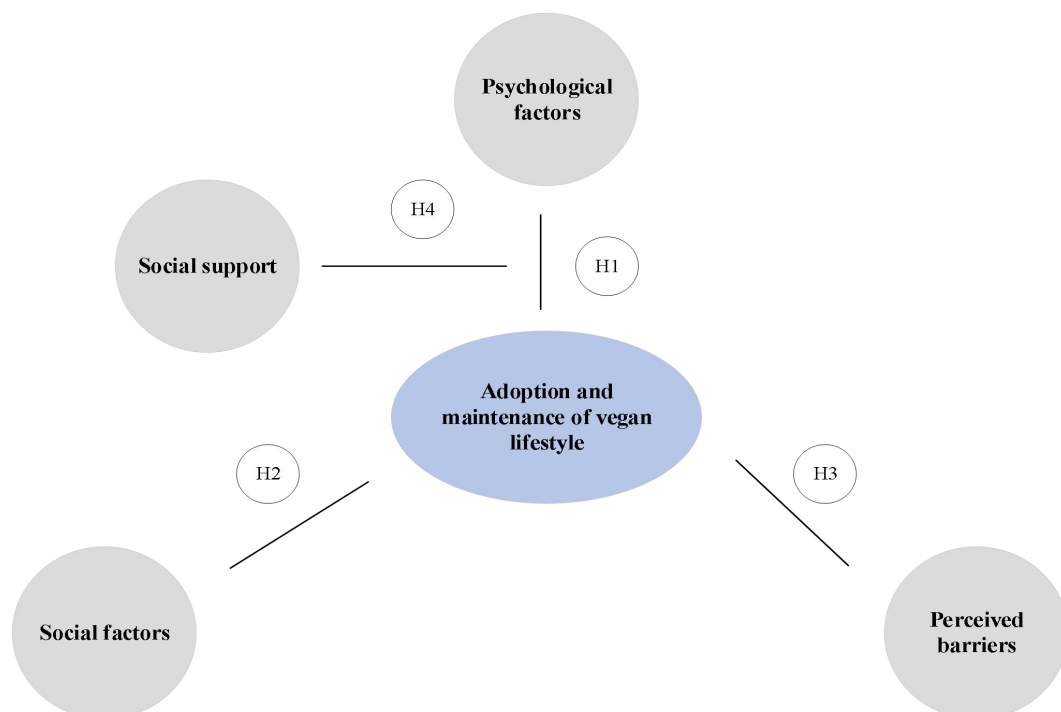 Psychological
factors
H4
Social support
H1
Adoption and
maintenance of vegan
lifestyle
H2
H3
Social factors
Perceived
barriers